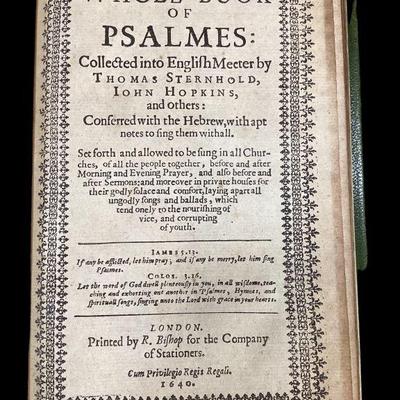 WHOLE BOOK
OF
PSALMES:
Collected into English Meeter by
THOMAS STERNHOLD,
IOHN HOPKINS,
and others:
Conferred with the Hebrew, with apt
notes to sing them withall.
Set forth and allowed to be sung in all Chur-
ches, of all the people together, before and after
Morning and Evening Prayer, and also before and
after Sermons; and moreover in private houses for
their godly solace and comfort, laying apart all
ungodly songs and ballads, which
tend onely to the nourishing of
vice, and corrupting
of youth.
IAMES 5.13.
If any be afflicted, let him pray; and if any be merry, let him sing
Psalmes.
COLOS. 3.16.
Let the word of God dwell plenteously in you, in all wisdome, tea-
ching and exhorting one another in Psalmes, Hymnes, and
spirituall songs, singing unto the Lord with grace in your hearts.
LONDON.
Printed by R. Bishop for the Company
of Stationers.
Cum Privilegio Regis Regali.
1640.